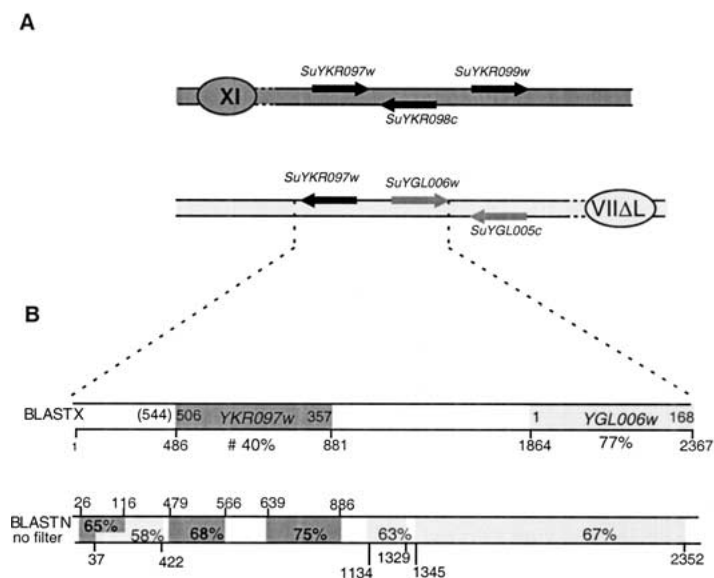 A
SuYKR097w
SuYKR099w
XI
SuYKR098c
SuYKR097w
SuYGL006w
VIIΔL
SuYGL005c
B
BLASTX
(544)
506
YKR097w
357
1
YGL006w
168
1
486
# 40%
881
1864
77%
2367
26
116
479
566
639
886
BLASTN
no filter
65%
58%
68%
75%
63%
67%
37
422
1134
1329
1345
2352